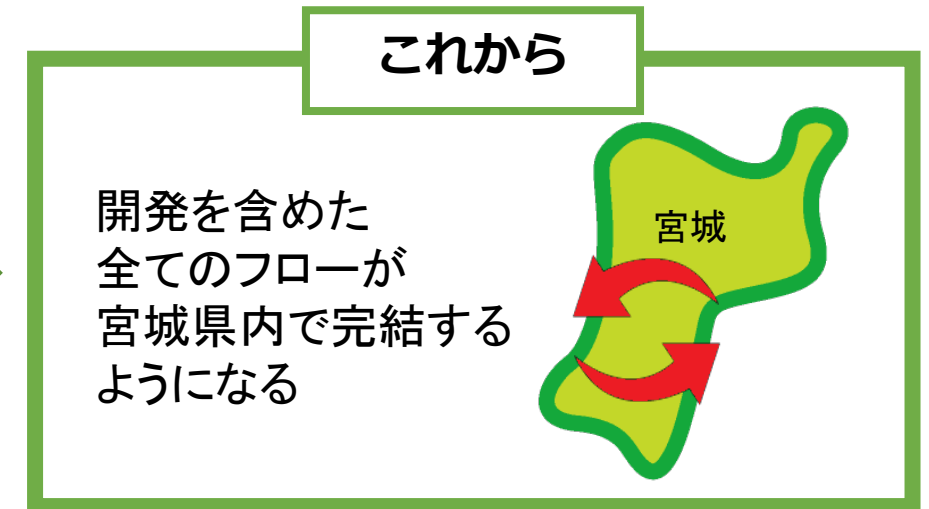 これから
開発を含めた
全てのフローが
宮城県内で完結する
ようになる
宮城